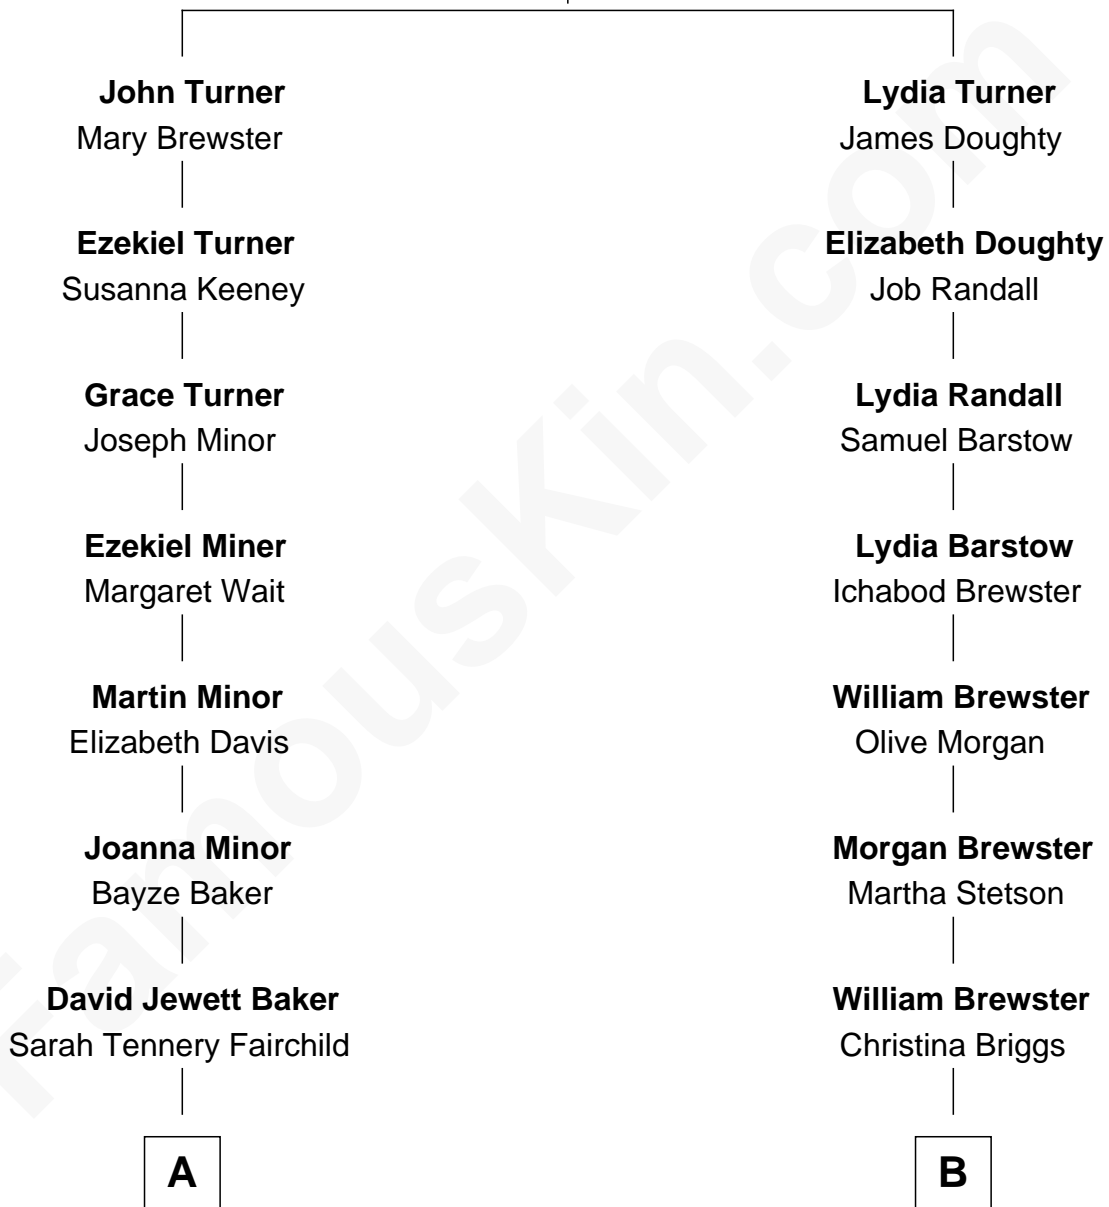 John Turner
Mary Brewster
Lydia Turner
James Doughty
Ezekiel Turner
Susanna Keeney
Elizabeth Doughty
Job Randall
Grace Turner
Joseph Minor
Lydia Randall
Samuel Barstow
Ezekiel Miner
Margaret Wait
Lydia Barstow
Ichabod Brewster
Martin Minor
Elizabeth Davis
William Brewster
Olive Morgan
Joanna Minor
Bayze Baker
Morgan Brewster
Martha Stetson
David Jewett Baker
Sarah Tennery Fairchild
William Brewster
Christina Briggs
A
B
FamousKin.com